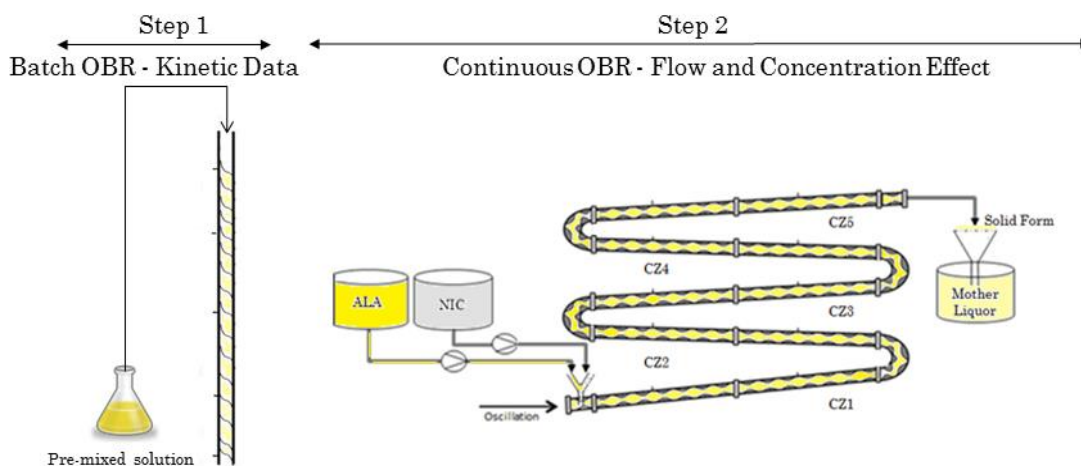 Step 1
Batch OBR - Kinetic Data
Pre-mixed solution
Step 2
Continuous OBR - Flow and Concentration Effect
ALA
NIC
Oscillation
CZ1
CZ2
CZ3
CZ4
CZ5
Solid Form
Mother
Liquor